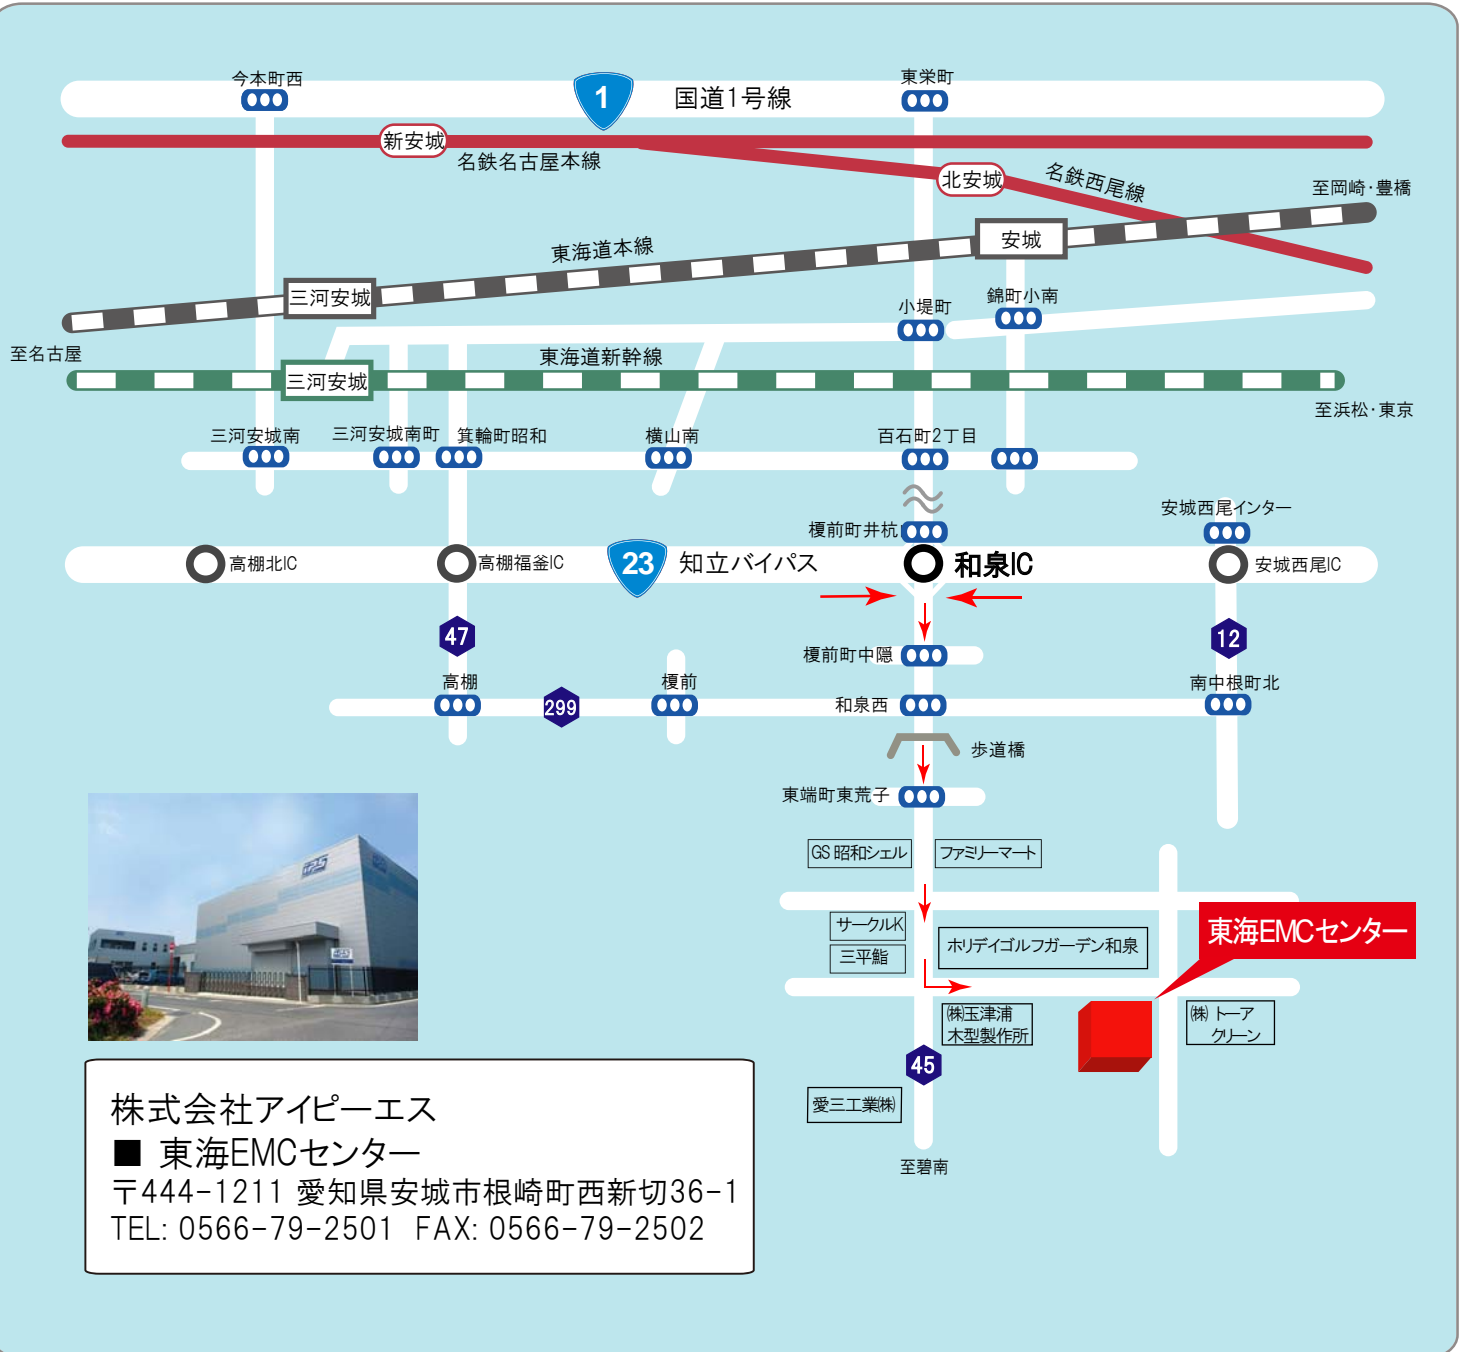 今本町西
1
国道1号線
東栄町
新安城
名鉄名古屋本線
北安城
名鉄西尾線
至岡崎・豊橋
東海道本線
安城
三河安城
小堤町
錦町小南
至名古屋
東海道新幹線
三河安城
至浜松・東京
三河安城南
三河安城南町
箕輪町昭和
横山南
百石町2丁目
安城西尾インター
榎前町井杭
高棚北IC
高棚福釜IC
23
知立バイパス
和泉IC
安城西尾IC
47
12
榎前町中隠
高棚
299
榎前
和泉西
南中根町北
歩道橋
東端町東荒子
GS 昭和シェル
ファミリーマート
サークルK
三平鮨
ホリデイゴルフガーデン和泉
東海EMCセンター
㈱玉津浦
木型製作所
㈱ トーア
クリーン
45
愛三工業㈱
至碧南
株式会社アイピーエス
■ 東海EMCセンター
〒444-1211 愛知県安城市根崎町西新切36-1
TEL: 0566-79-2501 FAX: 0566-79-2502